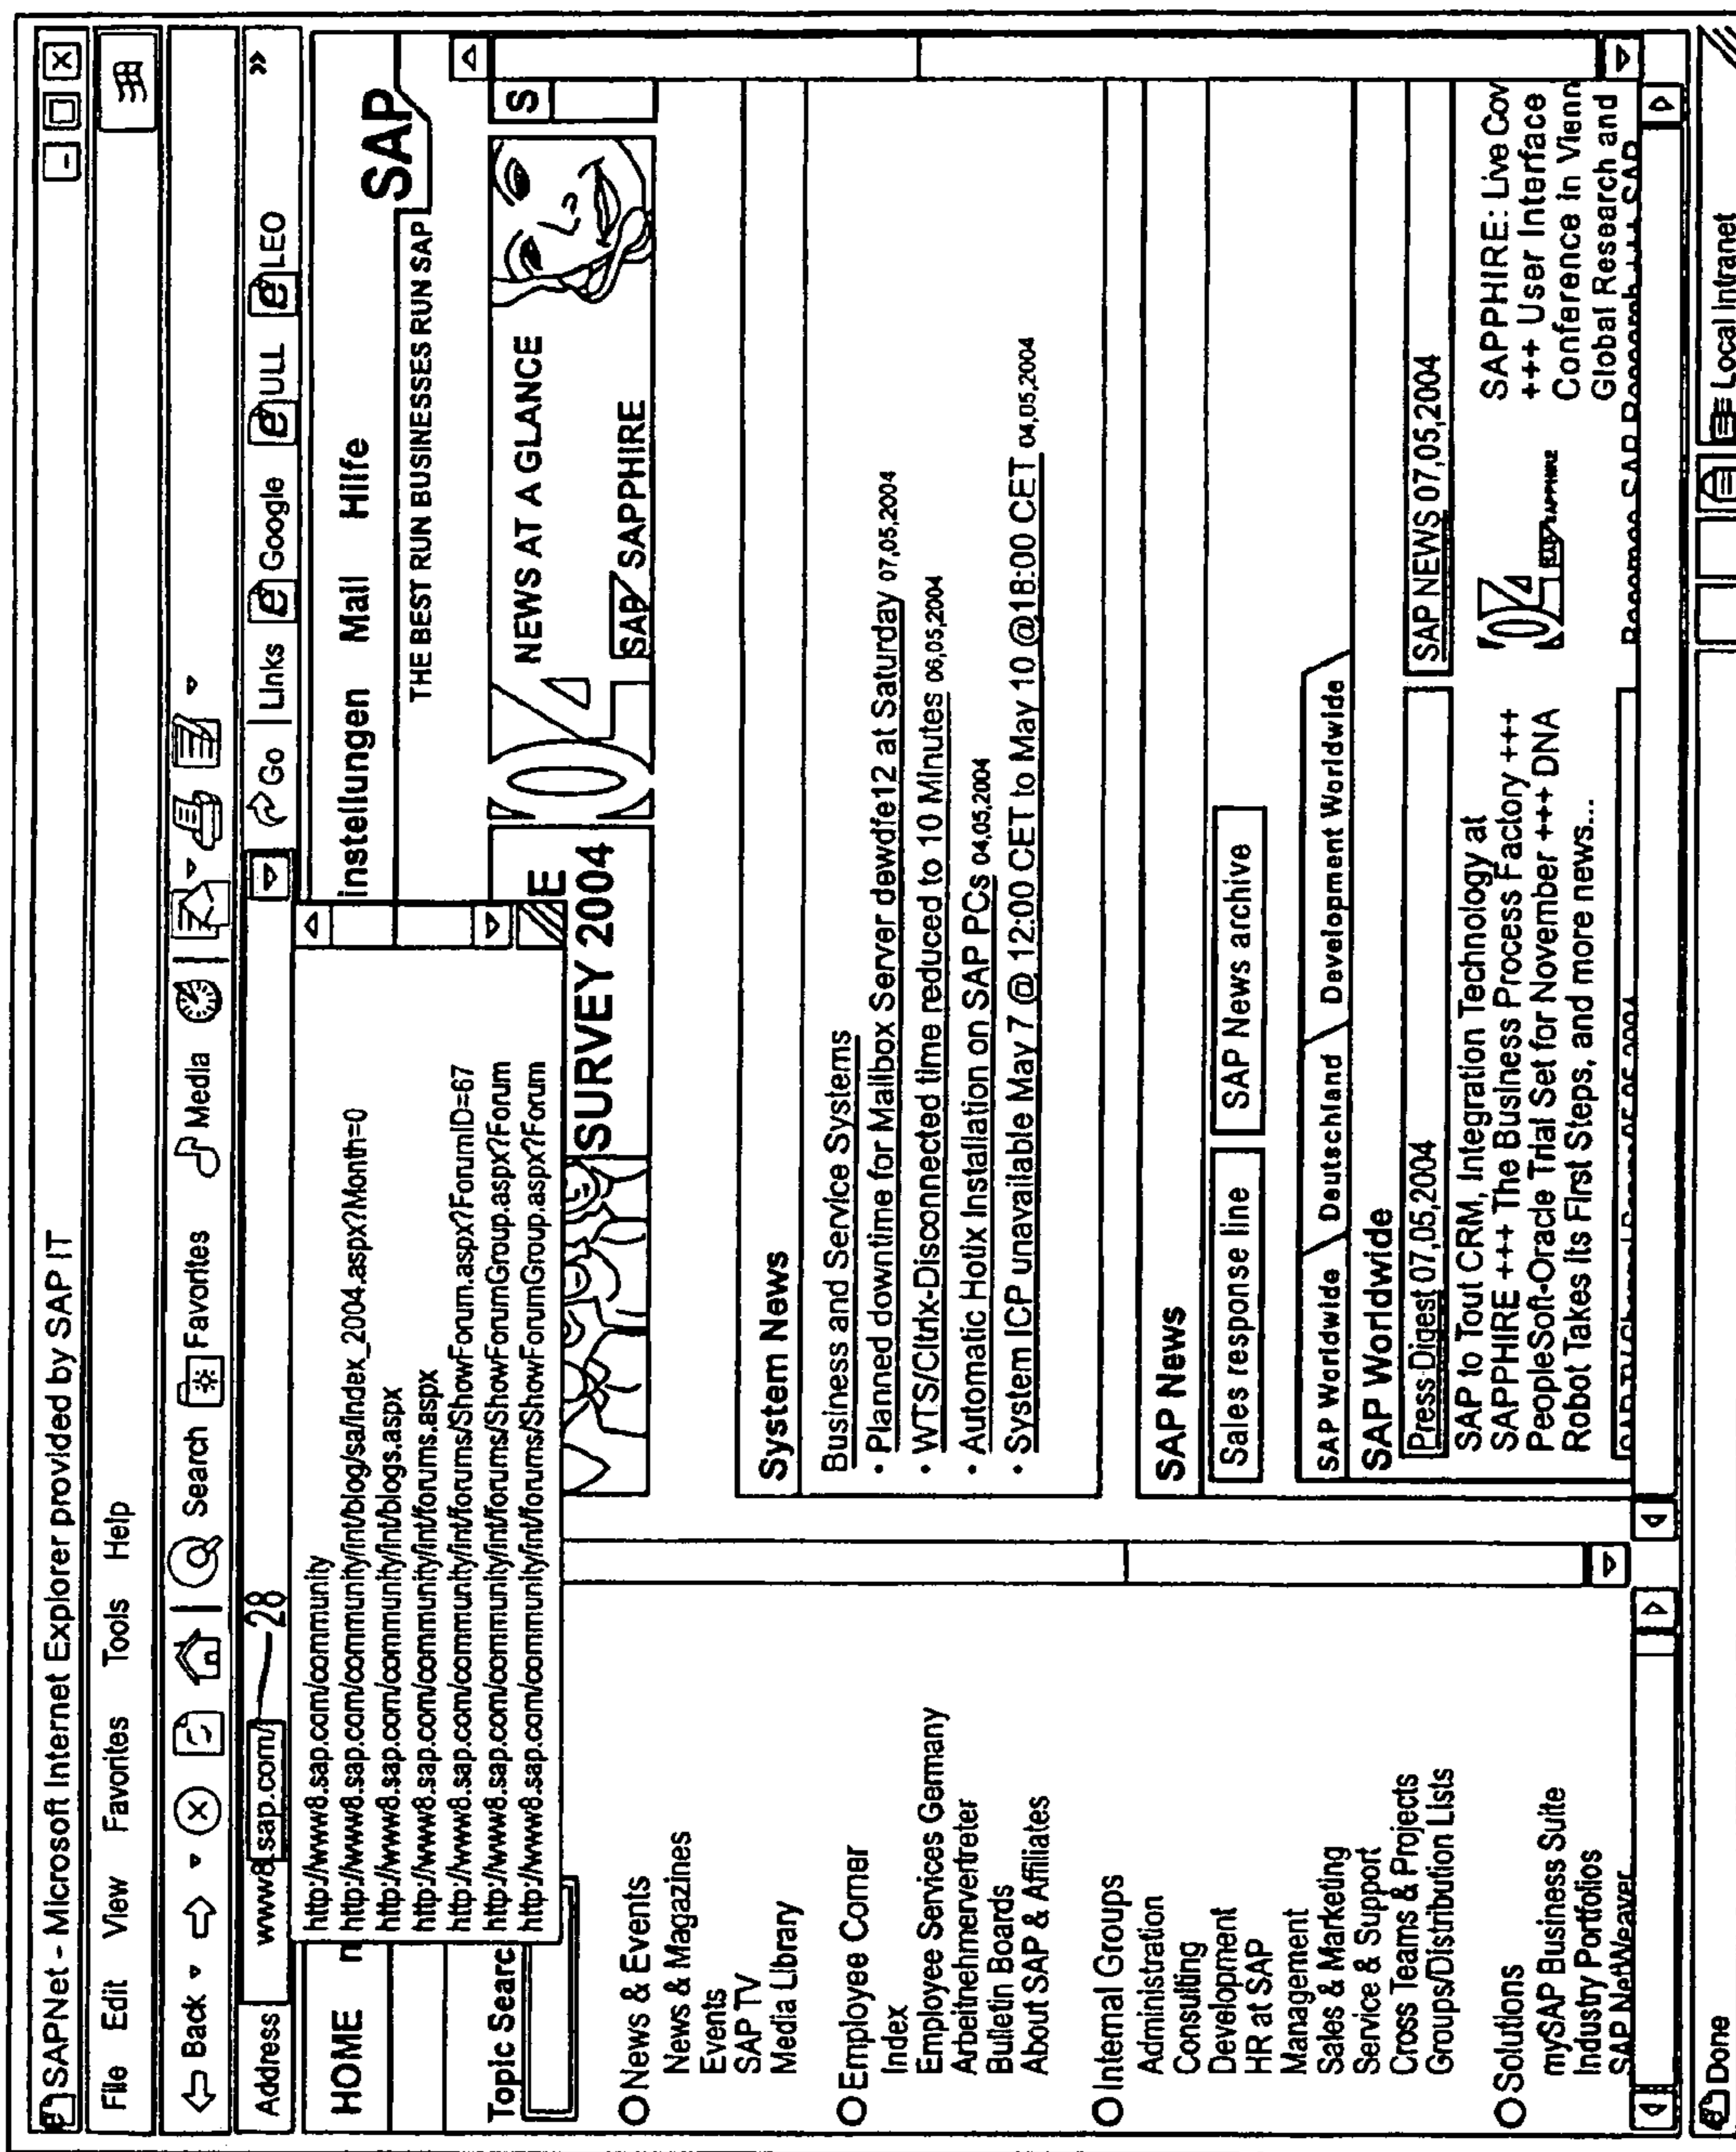 SAPNet - Microsoft Internet Explorer provided by SAP IT
File Edit View Favorites Tools Help
Back Search Favorites Media
Address www8.sap.com/ 28 Go Links Google ULL LEO »
http://www8.sap.com/community
http://www8.sap.com/community/int/blog/sa/index_2004.aspx?Month=0
http://www8.sap.com/community/int/blogs.aspx
http://www8.sap.com/community/int/forums.aspx
http://www8.sap.com/community/int/forums/ShowForum.aspx?ForumID=67
http://www8.sap.com/community/int/forums/ShowForumGroup.aspx?Forum
http://www8.sap.com/community/int/forums/ShowForumGroup.aspx?Forum
HOME n instellungen Mail Hilfe
SAP
THE BEST RUN BUSINESSES RUN SAP
Topic Searc
E
SURVEY 2004
'04
NEWS AT A GLANCE
SAP SAPPHIRE
S
News & Events
News & Magazines
Events
SAP TV
Media Library
Employee Corner
Index
Employee Services Germany
Arbeitnehmervertreter
Bulletin Boards
About SAP & Affiliates
Internal Groups
Administration
Consulting
Development
HR at SAP
Management
Sales & Marketing
Service & Support
Cross Teams & Projects
Groups/Distribution Lists
Solutions
mySAP Business Suite
Industry Portfolios
SAP NetWeaver
System News
Business and Service Systems
• Planned downtime for Mailbox Server dewdfe12 at Saturday 07,05,2004
• WTS/Citrix-Disconnected time reduced to 10 Minutes 06,05,2004
• Automatic Hotix Installation on SAP PCs 04,05,2004
• System ICP unavailable May 7 @ 12:00 CET to May 10 @18:00 CET 04,05,2004
SAP News
Sales response line SAP News archive
SAP Worldwide Deutschland Development Worldwide
SAP Worldwide
Press Digest 07,05,2004
SAP to Tout CRM, Integration Technology at
SAPPHIRE +++ The Business Process Factory +++
PeopleSoft-Oracle Trial Set for November +++ DNA
Robot Takes its First Steps, and more news...
SAP NEWS 07,05,2004
'04 SAP SAPPHIRE
SAPPHIRE: Live Cov
+++ User Interface
Conference in Vienn
Global Research and
Done Local Intranet